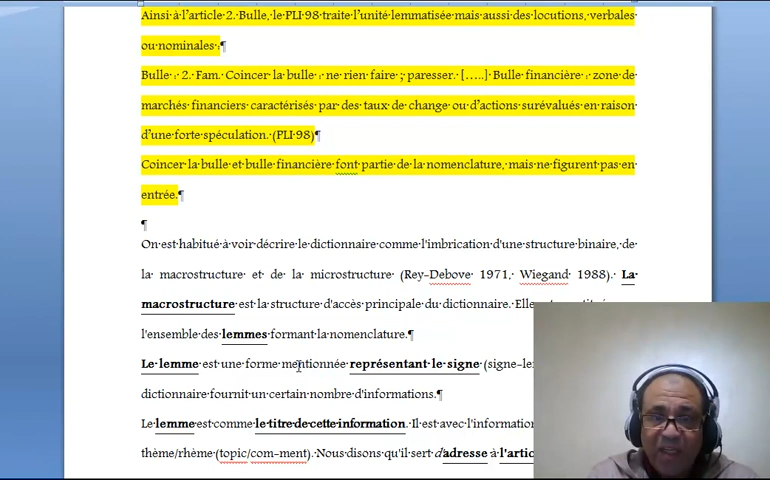 Ainsi à l'article 2. Bulle, le PLI 98 traite l'unité lemmatisée mais aussi des locutions, verbales
ou nominales :¶
Bulle : 2. Fam. Coincer la bulle : ne rien faire ; paresser. [.....] Bulle financière : zone de
marchés financiers caractérisés par des taux de change ou d'actions surévalués en raison
d'une forte spéculation. (PLI 98)¶
Coincer la bulle et bulle financière font partie de la nomenclature, mais ne figurent pas en
entrée.¶
¶
On est habitué à voir décrire le dictionnaire comme l'imbrication d'une structure binaire, de
la macrostructure et de la microstructure (Rey-Debove 1971, Wiegand 1988). La
macrostructure est la structure d'accès principale du dictionnaire.
l'ensemble des lemmes formant la nomenclature.¶
Le lemme est une forme mentionnée représentant le signe
dictionnaire fournit un certain nombre d'informations.¶
Le lemme est comme le titre de cette information. Il est avec
thème/rhème (topic/com-ment). Nous disons qu'il sert d'adresse à